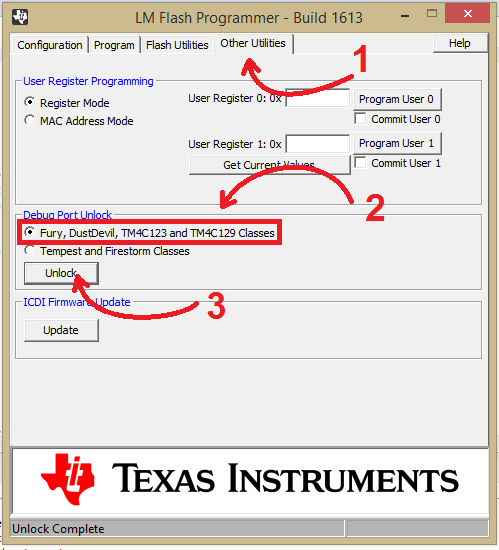 LM Flash Programmer - Build 1613
Configuration Program Flash Utilities Other Utilities Help
1
User Register Programming
Register Mode User Register 0: 0x Program User 0
MAC Address Mode Commit User 0
User Register 1: 0x Program User 1
Get Current Values Commit User 1
2
Debug Port Unlock
Fury, DustDevil, TM4C123 and TM4C129 Classes
Tempest and Firestorm Classes
Unlock
3
ICDI Firmware Update
Update
TEXAS INSTRUMENTS
Unlock Complete